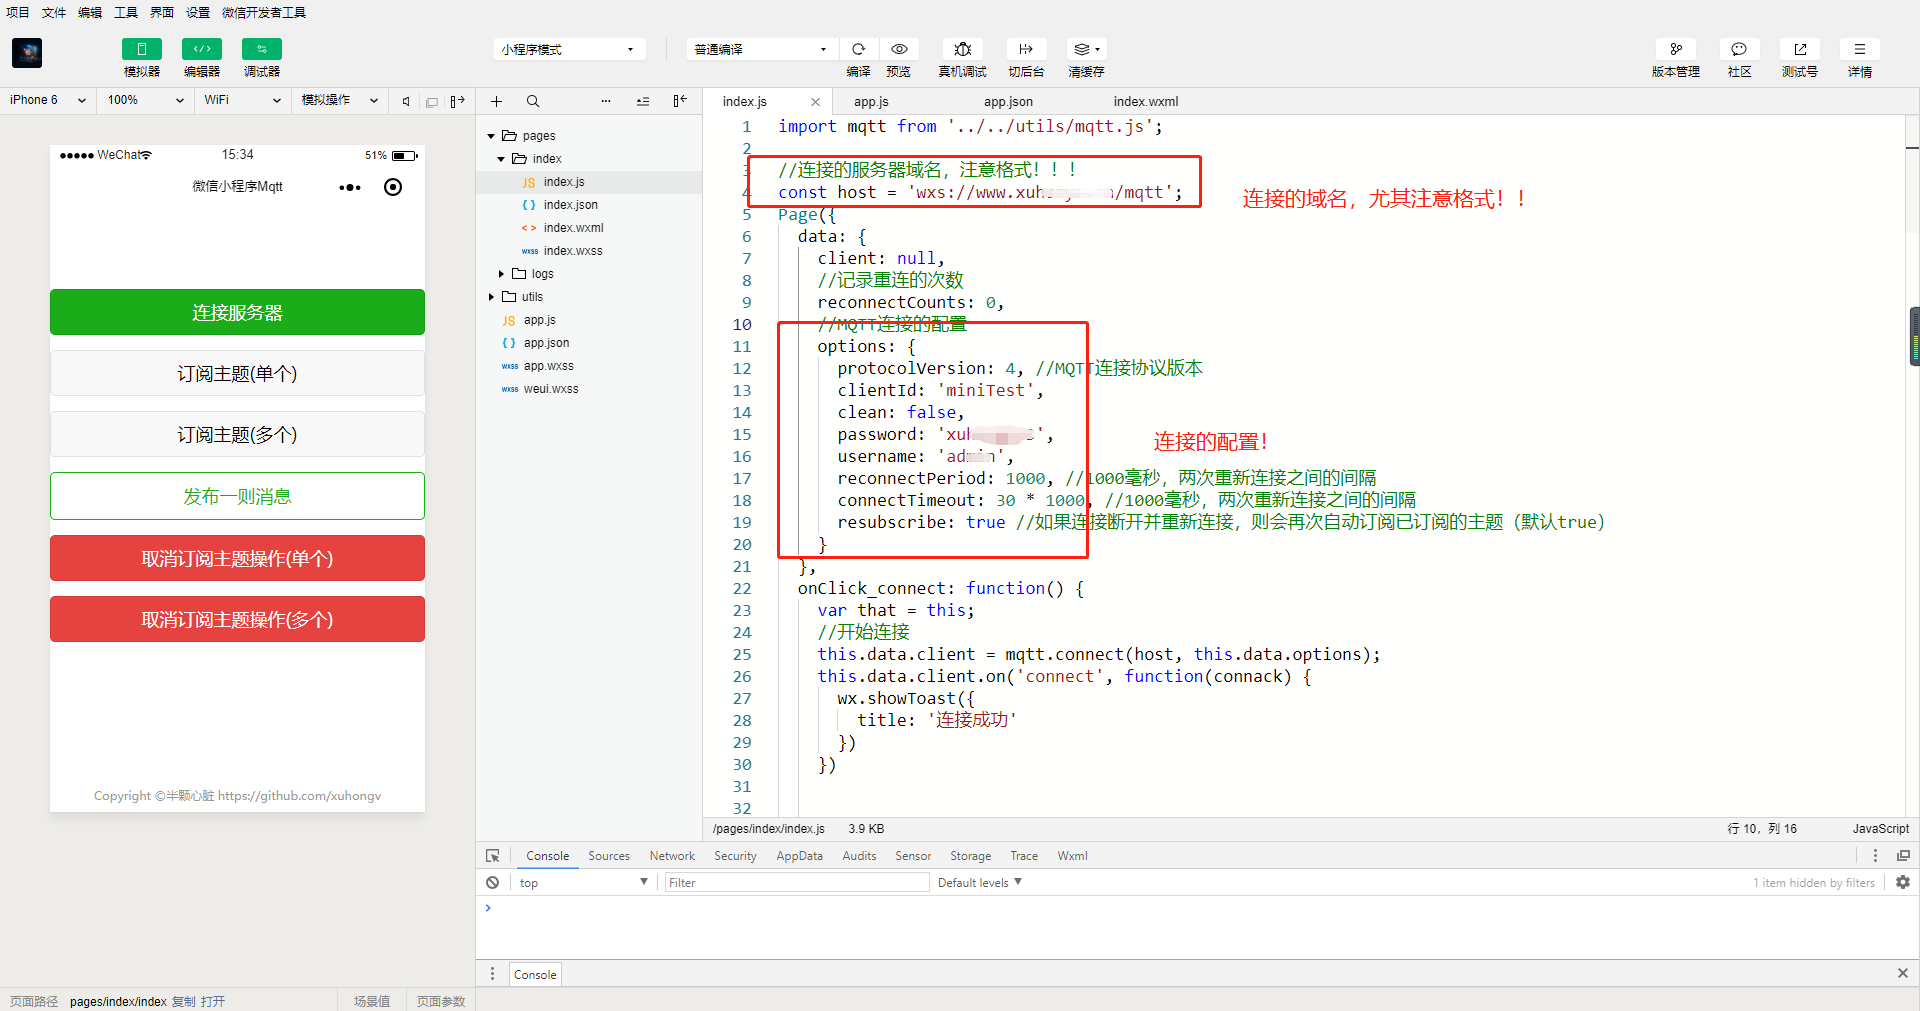 项目 文件 编辑 工具 界面 设置 微信开发者工具
模拟器 编辑器 调试器
小程序模式 普通编译
编译 预览 真机调试 切后台 清缓存
版本管理 社区 测试号 详情
iPhone 6 100% WiFi 模拟操作
WeChat 15:34 51%
微信小程序Mqtt
连接服务器
订阅主题(单个)
订阅主题(多个)
发布一则消息
取消订阅主题操作(单个)
取消订阅主题操作(多个)
Copyright ©半颗心脏 https://github.com/xuhongv
页面路径 pages/index/index 复制 打开 场景值 页面参数
pages
index
JS index.js
{ } index.json
< > index.wxml
wxss index.wxss
logs
utils
JS app.js
{ } app.json
wxss app.wxss
wxss weui.wxss
index.js app.js app.json index.wxml
1 import mqtt from '../../utils/mqtt.js';
2
3 //连接的服务器域名，注意格式！！！
4 const host = 'wxs://www.xuh /mqtt';
连接的域名，尤其注意格式！！
5 Page({
6 data: {
7 client: null,
8 //记录重连的次数
9 reconnectCounts: 0,
10 //MQTT连接的配置
11 options: {
12 protocolVersion: 4, //MQTT连接协议版本
13 clientId: 'miniTest',
14 clean: false,
15 password: 'xuh ',
16 username: 'admin',
连接的配置！
17 reconnectPeriod: 1000, //1000毫秒，两次重新连接之间的间隔
18 connectTimeout: 30 * 1000, //1000毫秒，两次重新连接之间的间隔
19 resubscribe: true //如果连接断开并重新连接，则会再次自动订阅已订阅的主题（默认true）
20 }
21 },
22 onClick_connect: function() {
23 var that = this;
24 //开始连接
25 this.data.client = mqtt.connect(host, this.data.options);
26 this.data.client.on('connect', function(connack) {
27 wx.showToast({
28 title: '连接成功'
29 })
30 })
31
32
/pages/index/index.js 3.9 KB 行 10，列 16 JavaScript
Console Sources Network Security AppData Audits Sensor Storage Trace Wxml
top Filter Default levels 1 item hidden by filters
Console